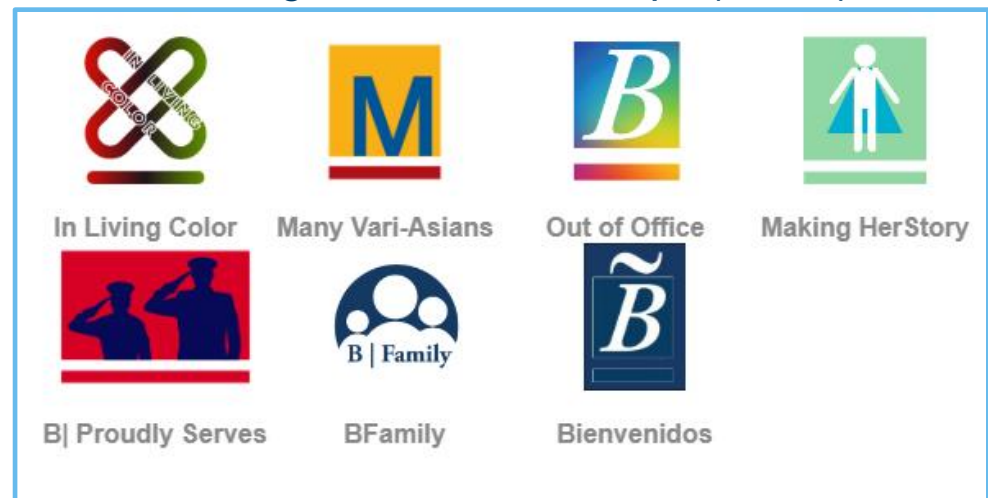 IN LIVING
COLOR
M
B
In Living Color
Many Vari-Asians
Out of Office
Making HerStory
B | Family
B̃
B| Proudly Serves
BFamily
Bienvenidos